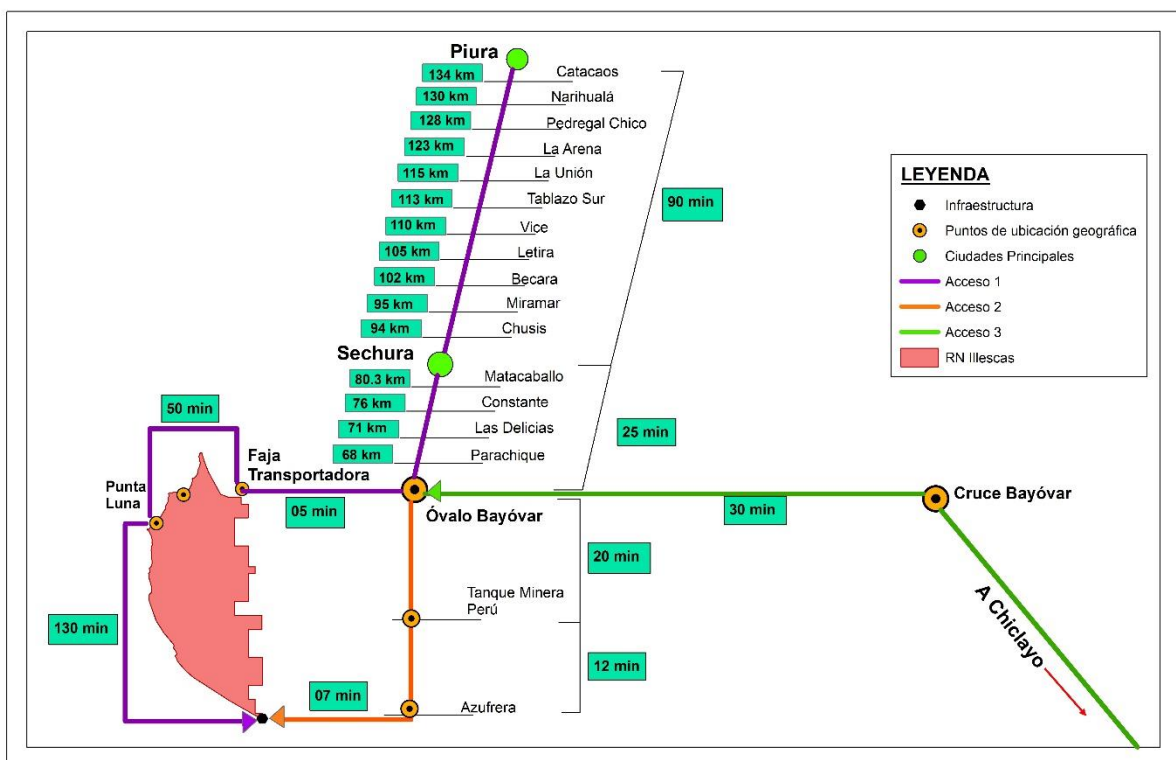 Piura
134 km
Catacaos
130 km
Narihualá
128 km
Pedregal Chico
123 km
La Arena
115 km
La Unión
113 km
Tablazo Sur
110 km
Vice
105 km
Letira
102 km
Becara
95 km
Miramar
94 km
Chusis
90 min
Sechura
80.3 km
Matacaballo
76 km
Constante
71 km
Las Delicias
68 km
Parachique
25 min
LEYENDA
Infraestructura
Puntos de ubicación geográfica
Ciudades Principales
Acceso 1
Acceso 2
Acceso 3
RN Illescas
50 min
Faja
Transportadora
Punta
Luna
05 min
Óvalo Bayóvar
30 min
Cruce Bayóvar
20 min
Tanque Minera
Perú
A Chiclayo
130 min
12 min
07 min
Azufrera